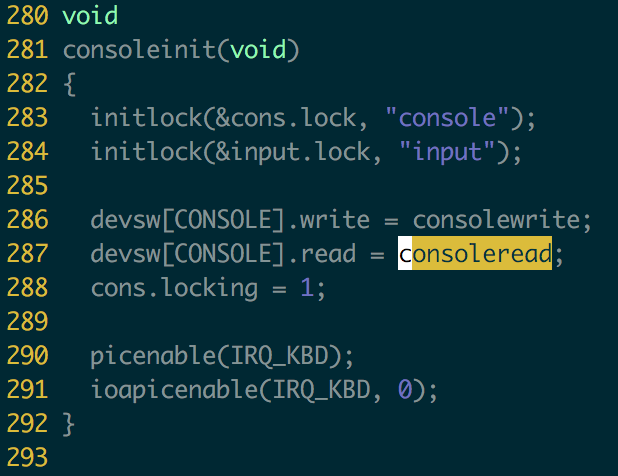 280 void
281 consoleinit(void)
282 {
283   initlock(&cons.lock, "console");
284   initlock(&input.lock, "input");
285
286   devsw[CONSOLE].write = consolewrite;
287   devsw[CONSOLE].read = consoleread;
288   cons.locking = 1;
289
290   picenable(IRQ_KBD);
291   ioapicenable(IRQ_KBD, 0);
292 }
293